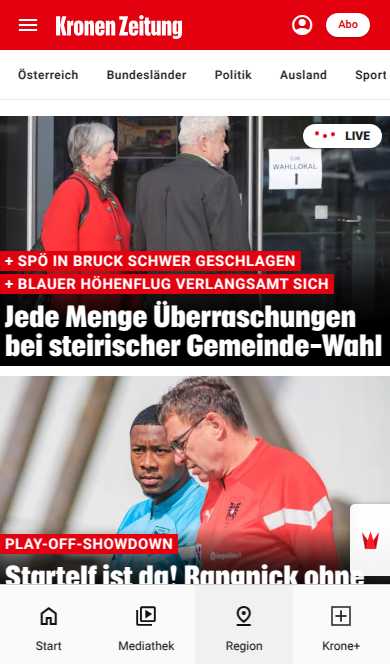 Kronen Zeitung
Abo
Österreich Bundesländer Politik Ausland Sport
LIVE
WAHLLOKAL
+ SPÖ IN BRUCK SCHWER GESCHLAGEN
+ BLAUER HÖHENFLUG VERLANGSAMT SICH
Jede Menge Überraschungen
bei steirischer Gemeinde-Wahl
PLAY-OFF-SHOWDOWN
Startelf ist da! Rangnick ohne
Start Mediathek Region Krone+